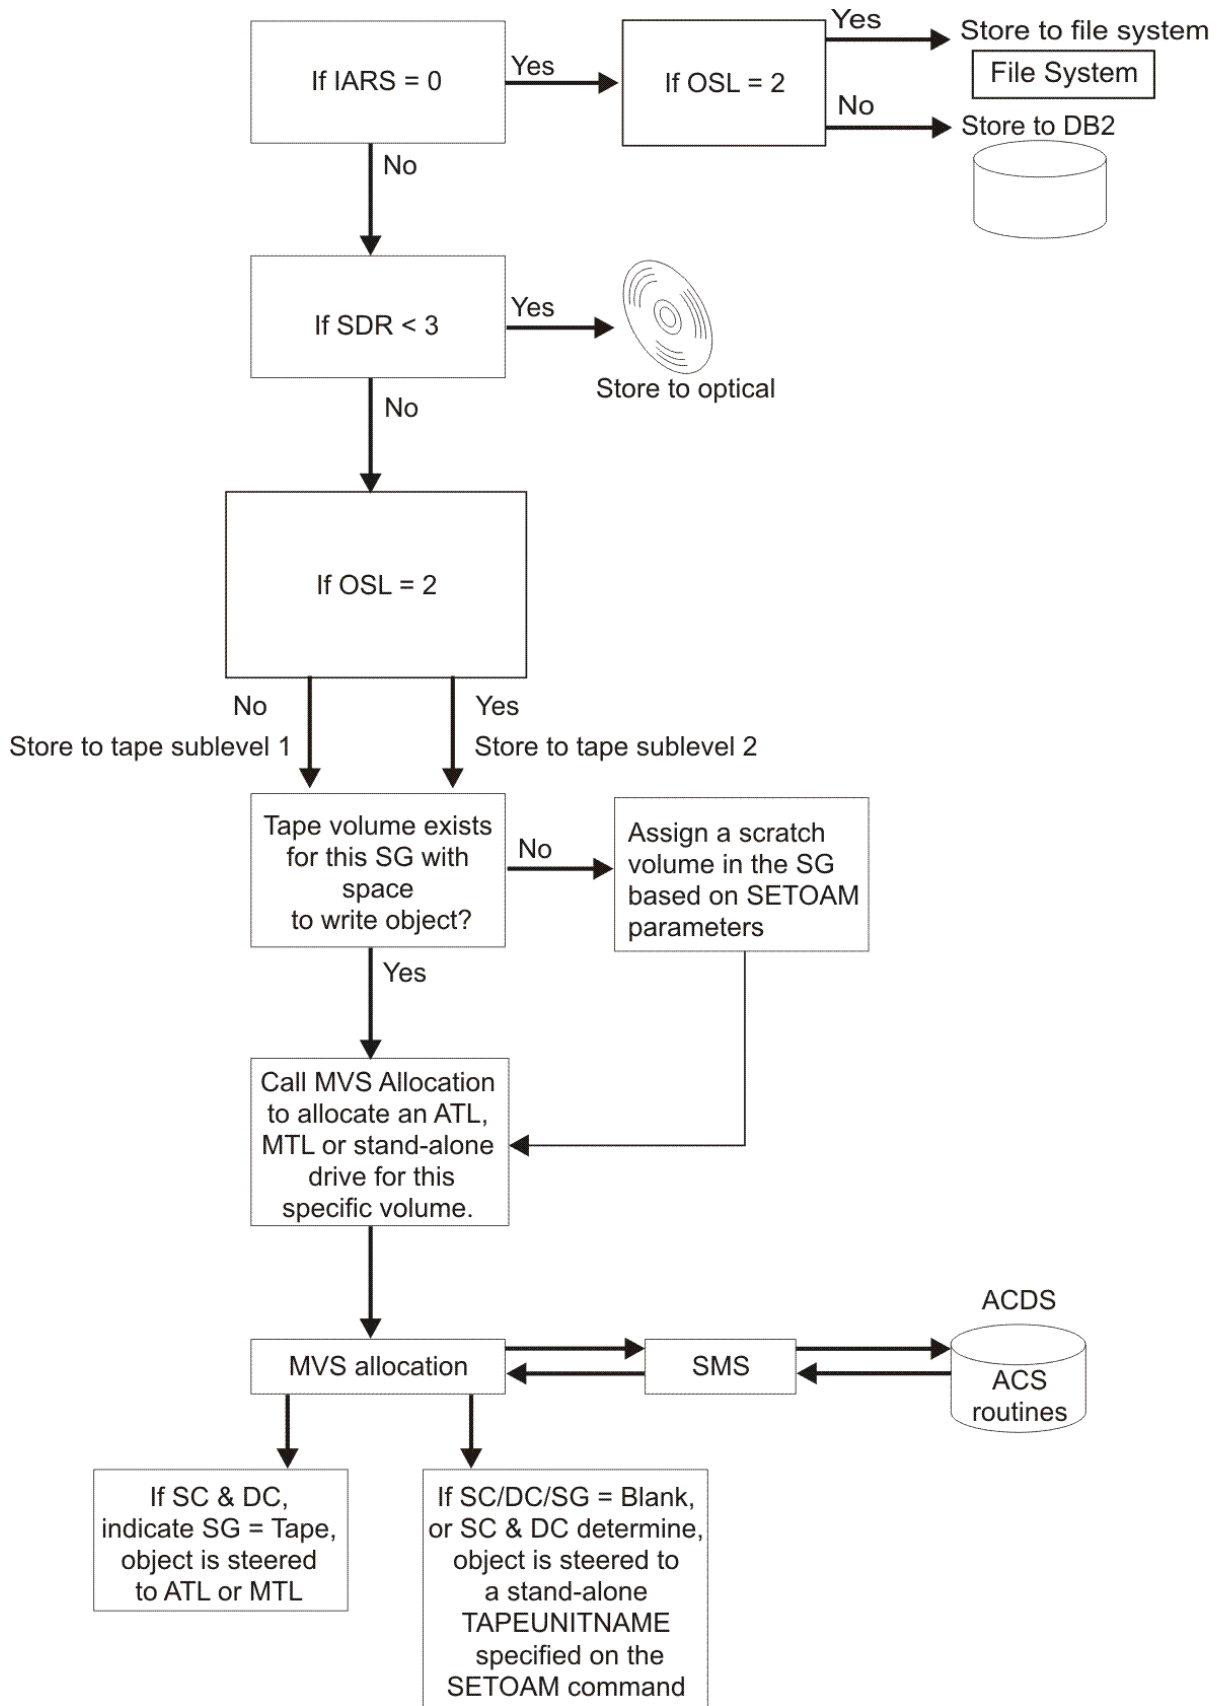 If IARS = 0
Yes
If OSL = 2
Yes
Store to file system
File System
No
Store to DB2
No
If SDR < 3
Yes
Store to optical
No
If OSL = 2
No
Yes
Store to tape sublevel 1
Store to tape sublevel 2
Tape volume exists
for this SG with
space
to write object?
No
Assign a scratch
volume in the SG
based on SETOAM
parameters
Yes
Call MVS Allocation
to allocate an ATL,
MTL or stand-alone
drive for this
specific volume.
MVS allocation
SMS
ACDS
ACS
routines
If SC & DC,
indicate SG = Tape,
object is steered
to ATL or MTL
If SC/DC/SG = Blank,
or SC & DC determine,
object is steered to
a stand-alone
TAPEUNITNAME
specified on the
SETOAM command